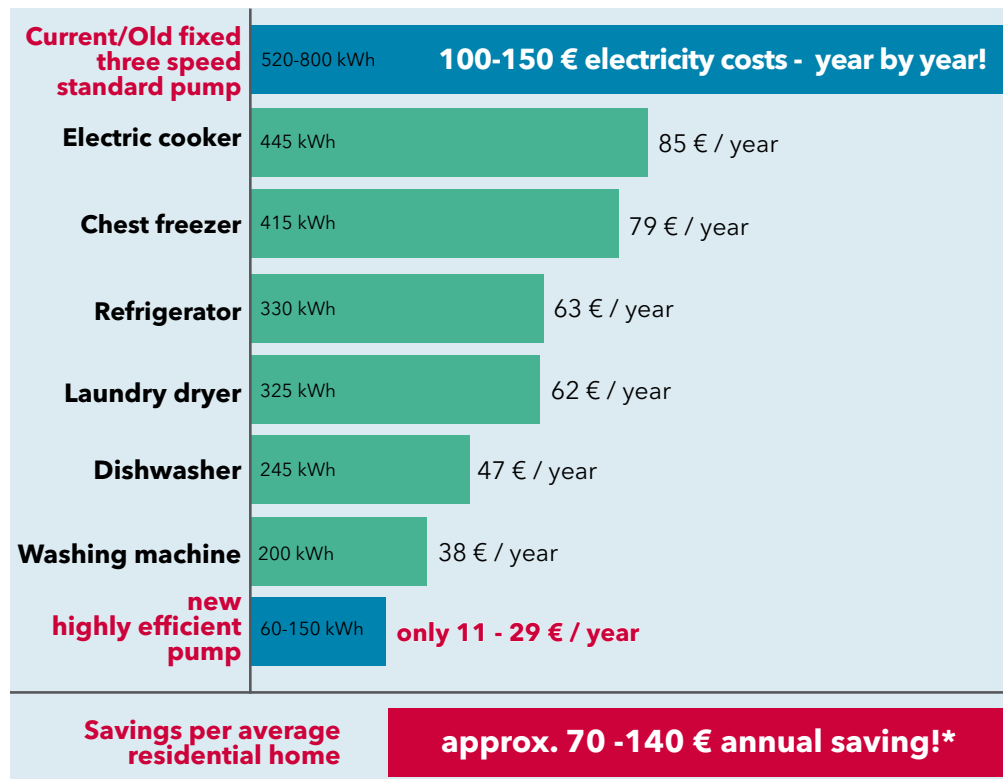 Current/Old fixed
three speed
standard pump
520-800 kWh
100-150 € electricity costs - year by year!
Electric cooker
445 kWh
85 € / year
Chest freezer
415 kWh
79 € / year
Refrigerator
330 kWh
63 € / year
Laundry dryer
325 kWh
62 € / year
Dishwasher
245 kWh
47 € / year
Washing machine
200 kWh
38 € / year
new
highly efficient
pump
60-150 kWh
only 11 - 29 € / year
Savings per average
residential home
approx. 70 -140 € annual saving!*